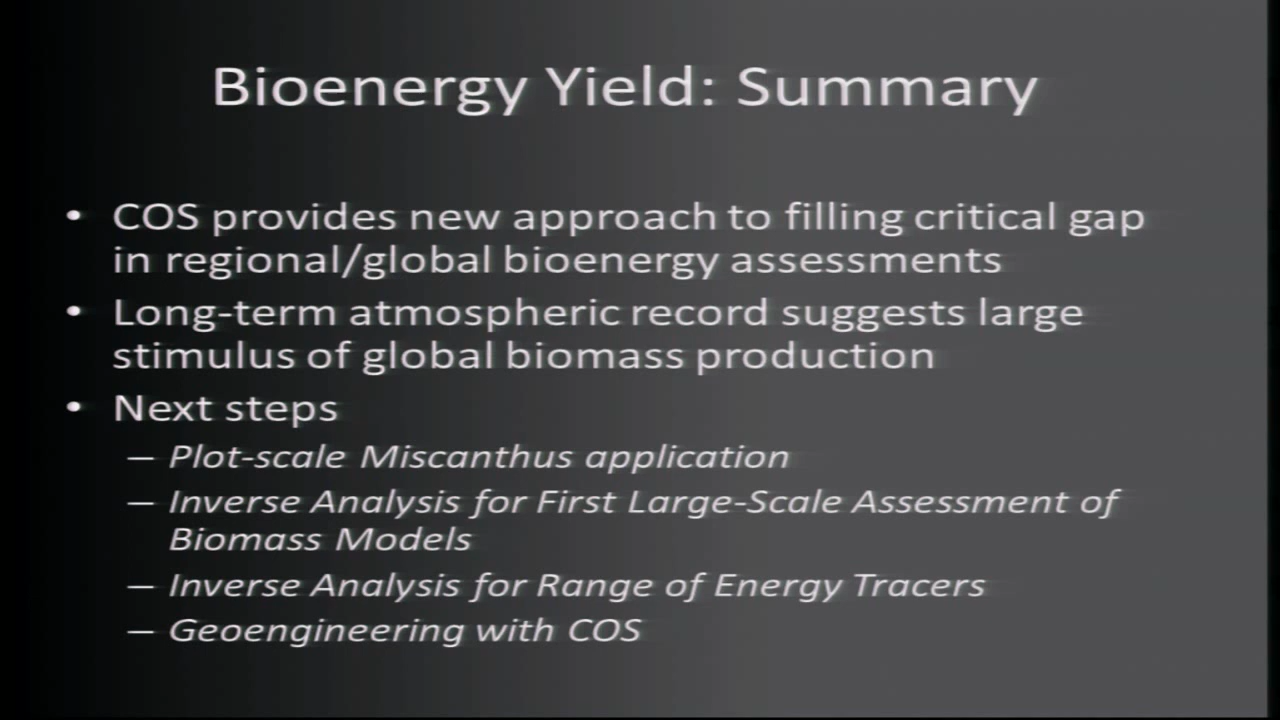 Bioenergy Yield: Summary
• COS provides new approach to filling critical gap
in regional/global bioenergy assessments
• Long-term atmospheric record suggests large
stimulus of global biomass production
• Next steps
– Plot-scale Miscanthus application
– Inverse Analysis for First Large-Scale Assessment of
Biomass Models
– Inverse Analysis for Range of Energy Tracers
– Geoengineering with COS